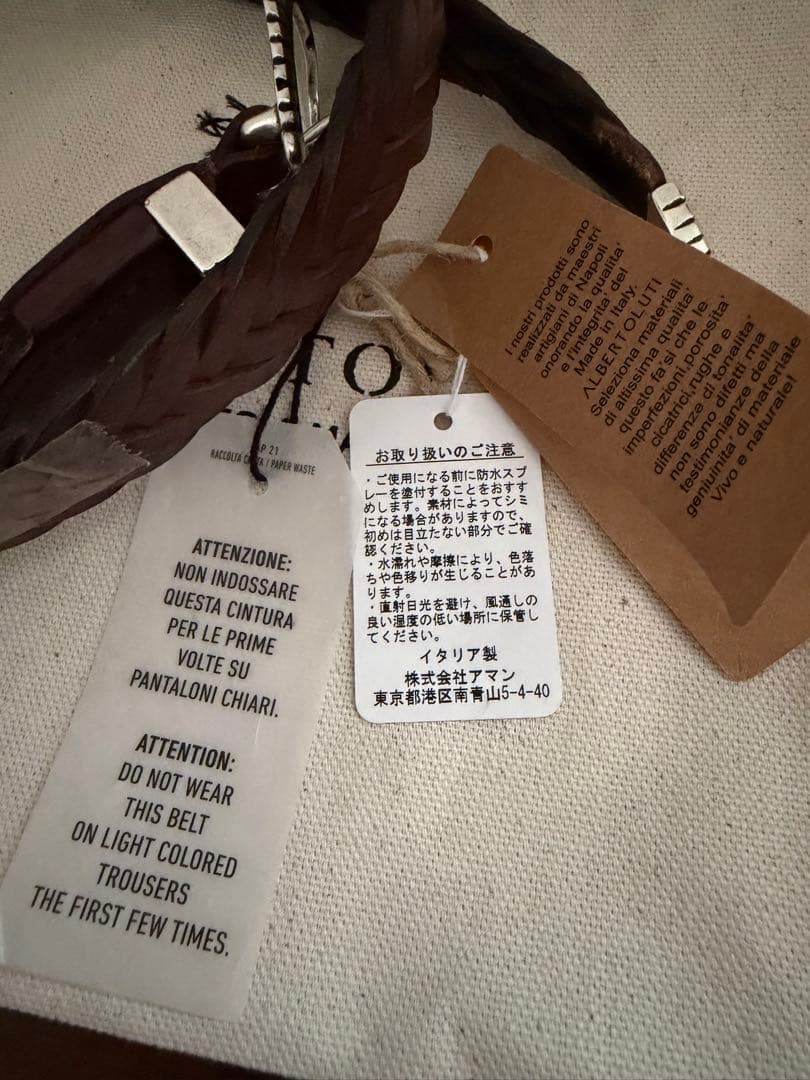 TO
P 21
RACCOLTA CARTA / PAPER WASTE
ATTENZIONE:
NON INDOSSARE
QUESTA CINTURA
PER LE PRIME
VOLTE SU
PANTALONI CHIARI.
ATTENTION:
DO NOT WEAR
THIS BELT
ON LIGHT COLORED
TROUSERS
THE FIRST FEW TIMES.
お取り扱いのご注意
・ご使用になる前に防水スプ
レーを塗付することをおすす
めします。素材によってシミ
になる場合がありますので、
初めは目立たない部分でご確
認ください。
・水濡れや摩擦により、色落
ちや色移りが生じることがあ
ります。
・直射日光を避け、風通しの
良い湿度の低い場所に保管し
てください。
イタリア製
株式会社アマン
東京都港区南青山5-4-40
I nostri prodotti sono
realizzati da maestri
artigiani di Napoli
onorando la qualita'
e l'integrita' del
Made in Italy.
ALBERTOLUTI
Seleziona materiali
di altissima qualita'
questo fa si che le
imperfezioni,porosita'
cicatrici,rughe e
differenze di tonalita'
non sono difetti ma
testimonianze della
geniuinita' di materiale
Vivo e naturale!